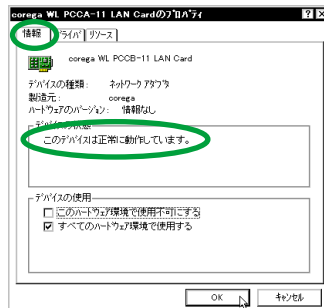 corega WL PCCA-11 LAN Cardのﾌﾟﾛﾊﾟﾃｨ
情報 ﾄﾞﾗｲﾊﾞ ﾘｿｰｽ
corega WL PCCB-11 LAN Card
ﾃﾞﾊﾞｲｽの種類： ﾈｯﾄﾜｰｸ ｱﾀﾞﾌﾟﾀ
製造元： corega
ﾊｰﾄﾞｳｪｱのﾊﾞｰｼﾞｮﾝ： 情報なし
ﾃﾞﾊﾞｲｽの状態
このﾃﾞﾊﾞｲｽは正常に動作しています。
ﾃﾞﾊﾞｲｽの使用
このﾊｰﾄﾞｳｪｱ環境で使用不可にする
すべてのﾊｰﾄﾞｳｪｱ環境で使用する
OK ｷｬﾝｾﾙ